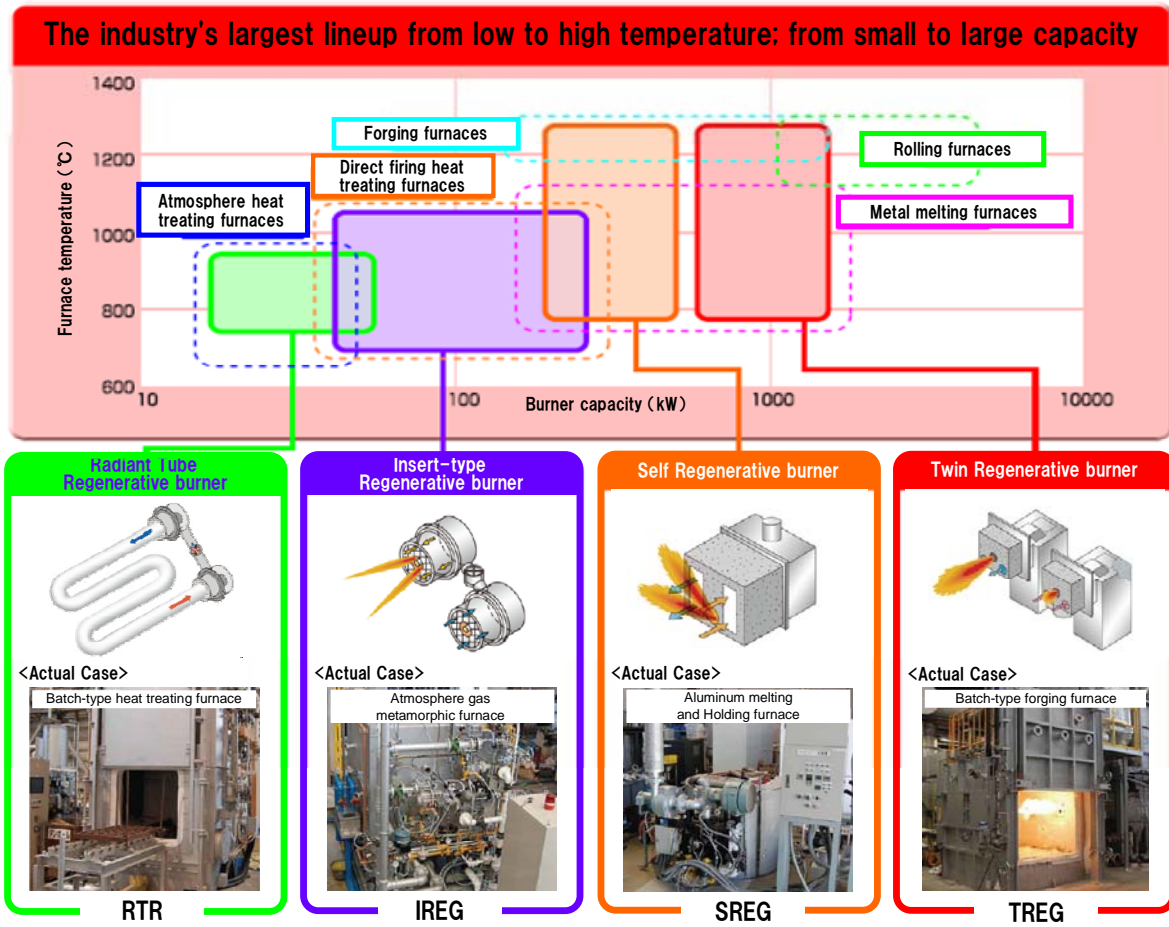 The industry's largest lineup from low to high temperature; from small to large capacity
1400
1200
1000
800
600
Furnace temperature (℃)
Forging furnaces
Rolling furnaces
Direct firing heat
treating furnaces
Atmosphere heat
treating furnaces
Metal melting furnaces
10
100
1000
10000
Burner capacity (kW)
Radiant Tube
Regenerative burner
Insert-type
Regenerative burner
Self Regenerative burner
Twin Regenerative burner
<Actual Case>
<Actual Case>
<Actual Case>
<Actual Case>
Batch-type heat treating furnace
Atmosphere gas
metamorphic furnace
Aluminum melting
and Holding furnace
Batch-type forging furnace
RTR
IREG
SREG
TREG